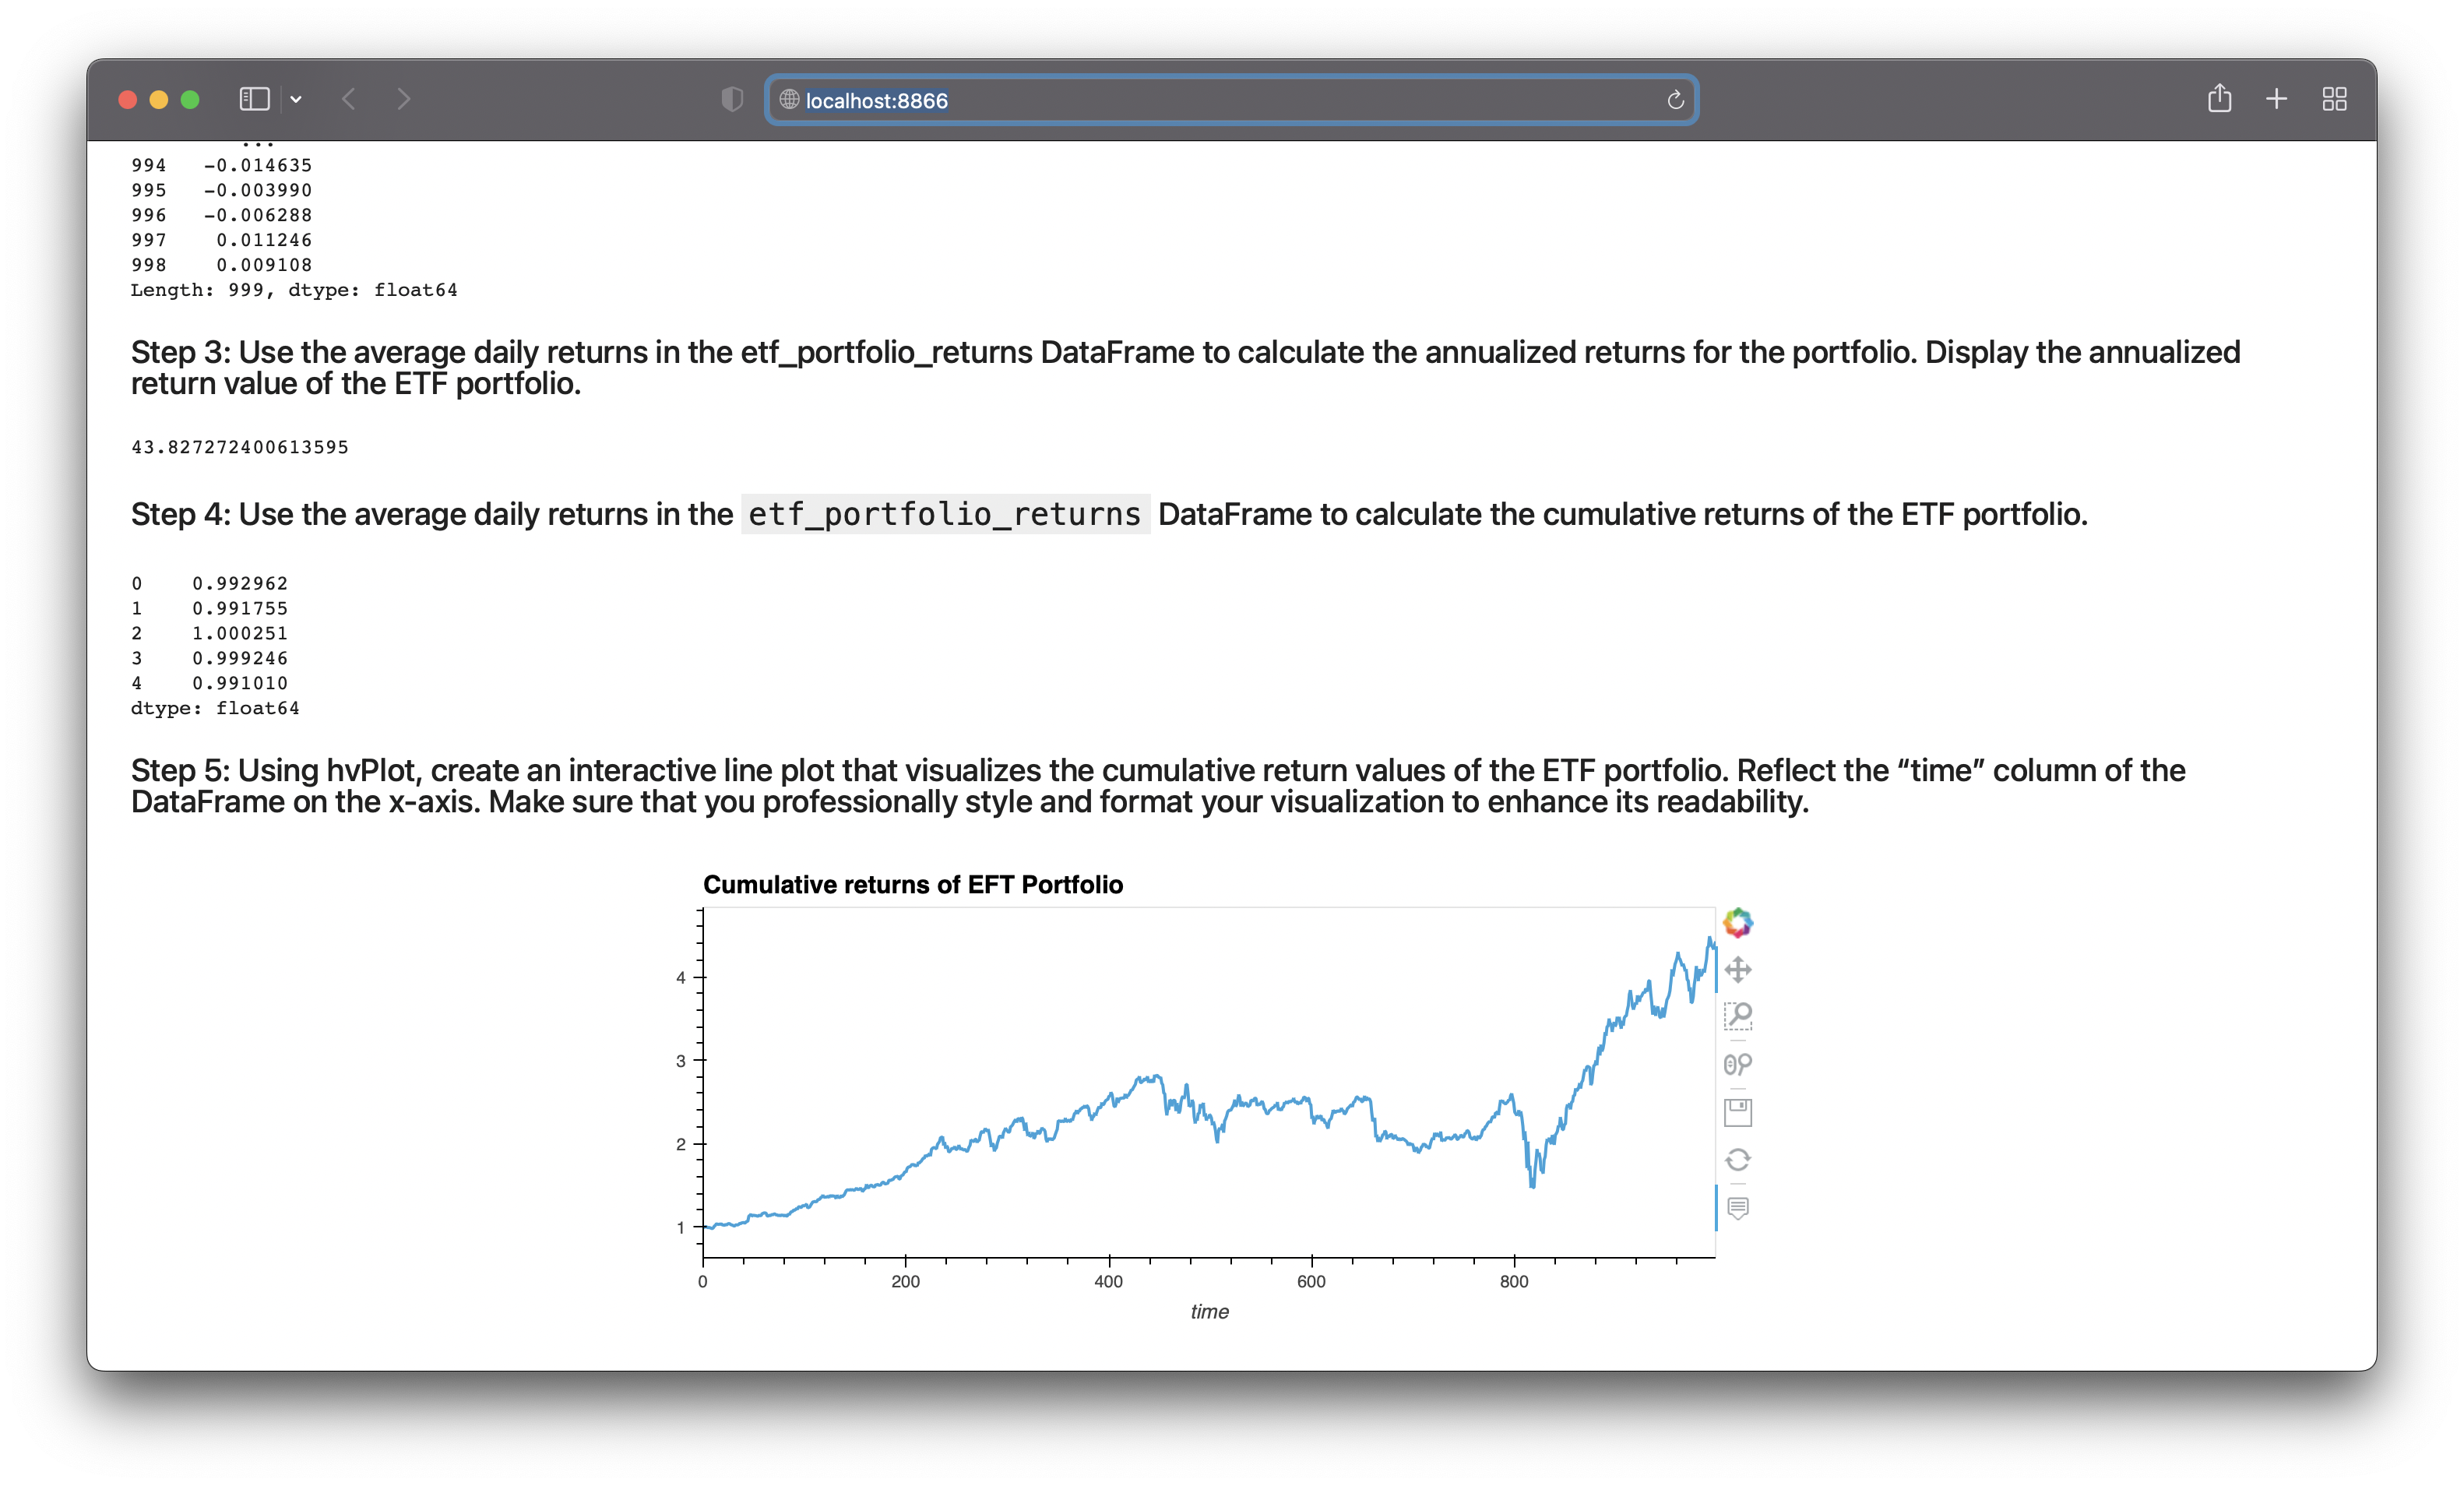 localhost:8866
...
994 -0.014635
995 -0.003990
996 -0.006288
997 0.011246
998 0.009108
Length: 999, dtype: float64
Step 3: Use the average daily returns in the etf_portfolio_returns DataFrame to calculate the annualized returns for the portfolio. Display the annualized
return value of the ETF portfolio.
43.827272400613595
Step 4: Use the average daily returns in the etf_portfolio_returns DataFrame to calculate the cumulative returns of the ETF portfolio.
0 0.992962
1 0.991755
2 1.000251
3 0.999246
4 0.991010
dtype: float64
Step 5: Using hvPlot, create an interactive line plot that visualizes the cumulative return values of the ETF portfolio. Reflect the “time” column of the
DataFrame on the x-axis. Make sure that you professionally style and format your visualization to enhance its readability.
Cumulative returns of EFT Portfolio
4
3
2
1
0 200 400 600 800
time